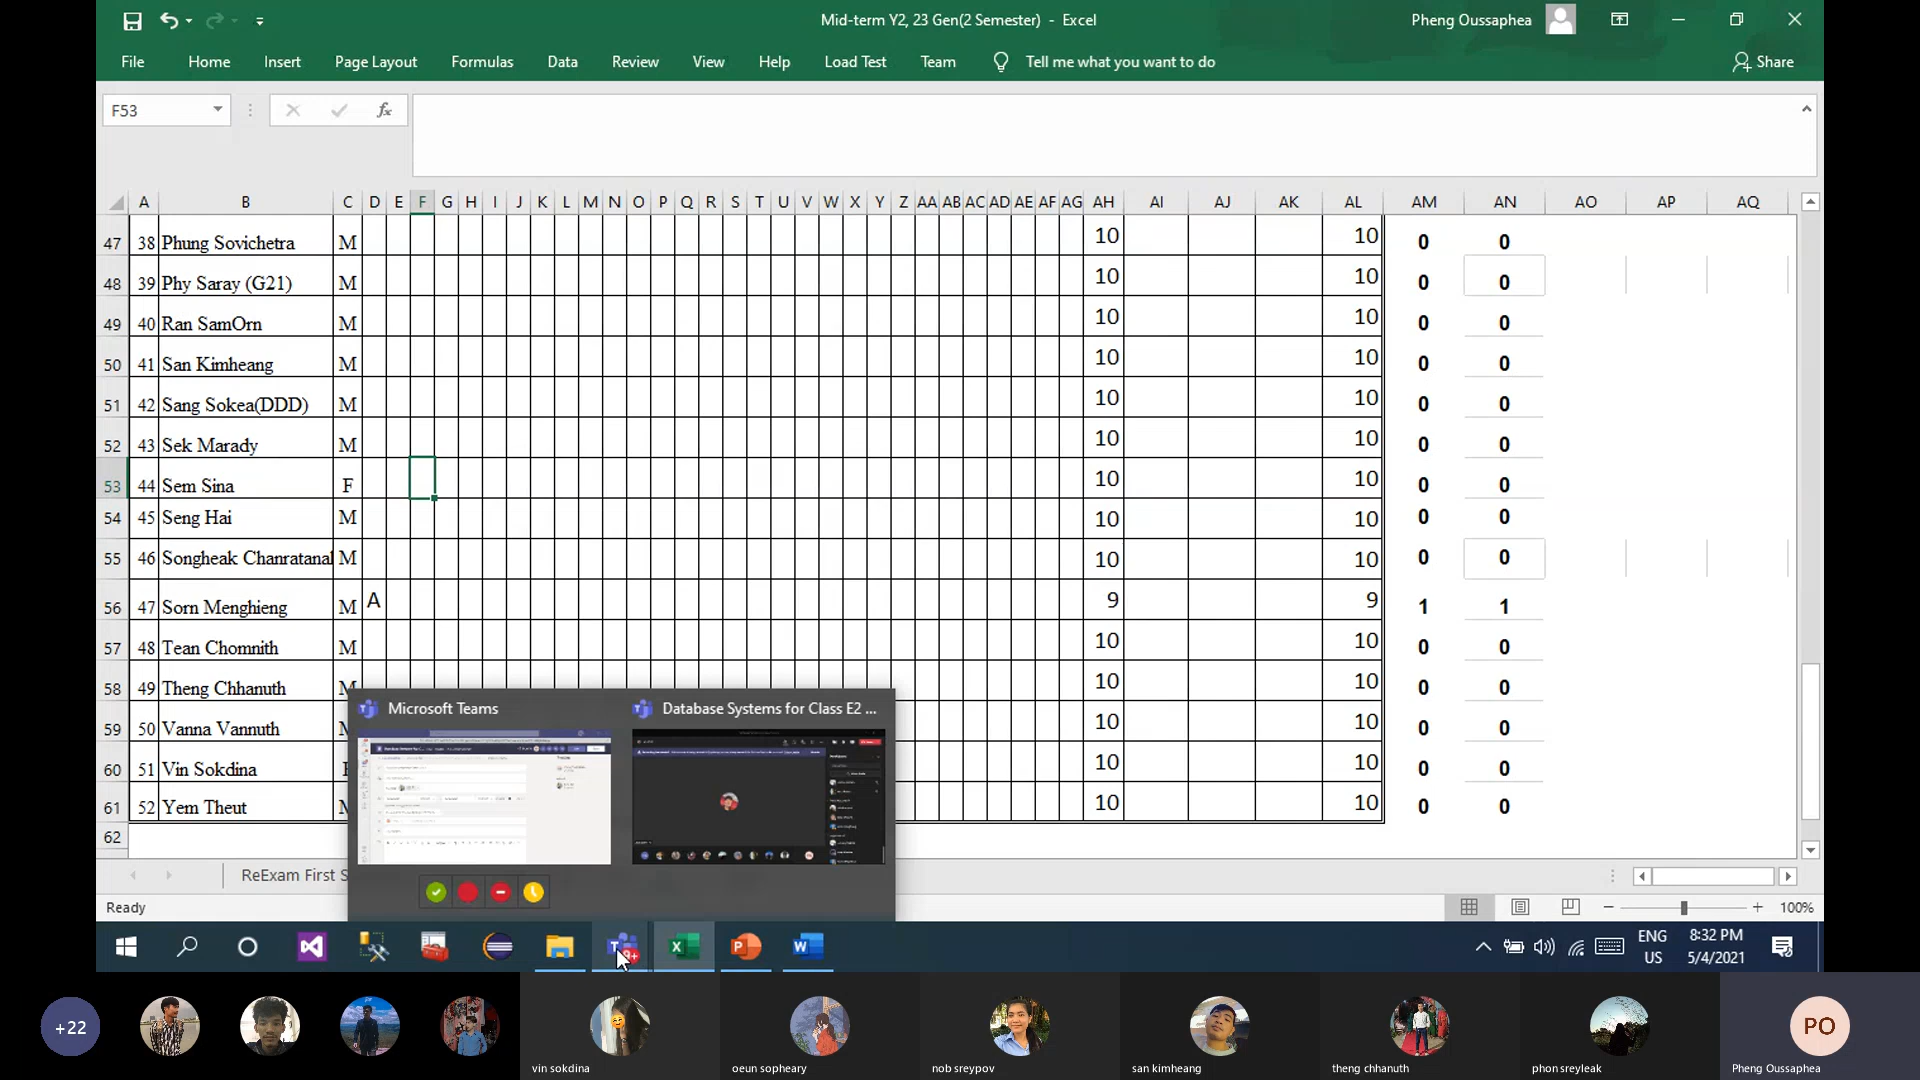 Mid-term Y2, 23 Gen(2 Semester) - Excel
Pheng Oussaphea
File Home Insert Page Layout Formulas Data Review View Help Load Test Team Tell me what you want to do Share
F53
fx
A B C D E F G H I J K L M N O P Q R S T U V W X Y Z AA AB AC AD AE AF AG AH AI AJ AK AL AM AN AO AP AQ
47 38 Phung Sovichetra M 10 10 0 0
48 39 Phy Saray (G21) M 10 10 0 0
49 40 Ran SamOrn M 10 10 0 0
50 41 San Kimheang M 10 10 0 0
51 42 Sang Sokea(DDD) M 10 10 0 0
52 43 Sek Marady M 10 10 0 0
53 44 Sem Sina F 10 10 0 0
54 45 Seng Hai M 10 10 0 0
55 46 Songheak Chanratanal M 10 10 0 0
56 47 Sorn Menghieng M A 9 9 1 1
57 48 Tean Chomnith M 10 10 0 0
58 49 Theng Chhanuth M 10 10 0 0
59 50 Vanna Vannuth 10 10 0 0
60 51 Vin Sokdina 10 10 0 0
61 52 Yem Theut 10 10 0 0
62
Microsoft Teams
Database Systems for Class E2 ...
ReExam First S
Ready
100%
ENG
US
8:32 PM
5/4/2021
+22
vin sokdina
oeun sopheary
nob sreypov
san kimheang
theng chhanuth
phon sreyleak
PO
Pheng Oussaphea